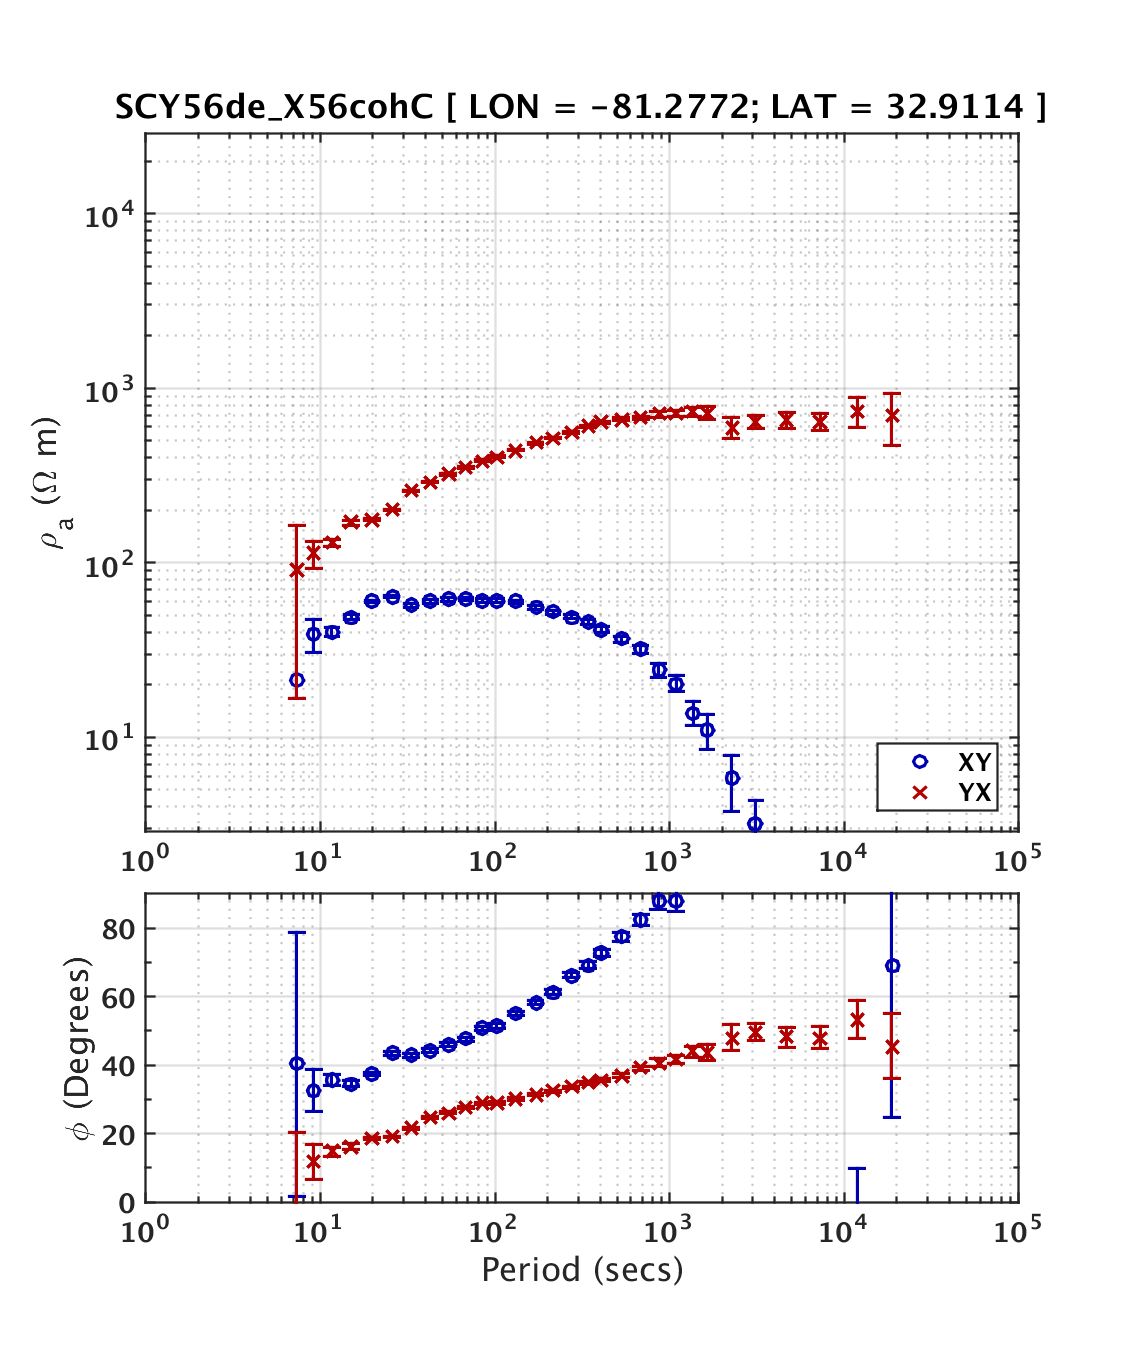 SCY56de_X56cohC [ LON = -81.2772; LAT = 32.9114 ]
ρa (Ω m)
10^4
10^3
10^2
10^1
XY
YX
10^0 10^1 10^2 10^3 10^4 10^5
φ (Degrees)
80
60
40
20
0
10^0 10^1 10^2 10^3 10^4 10^5
Period (secs)